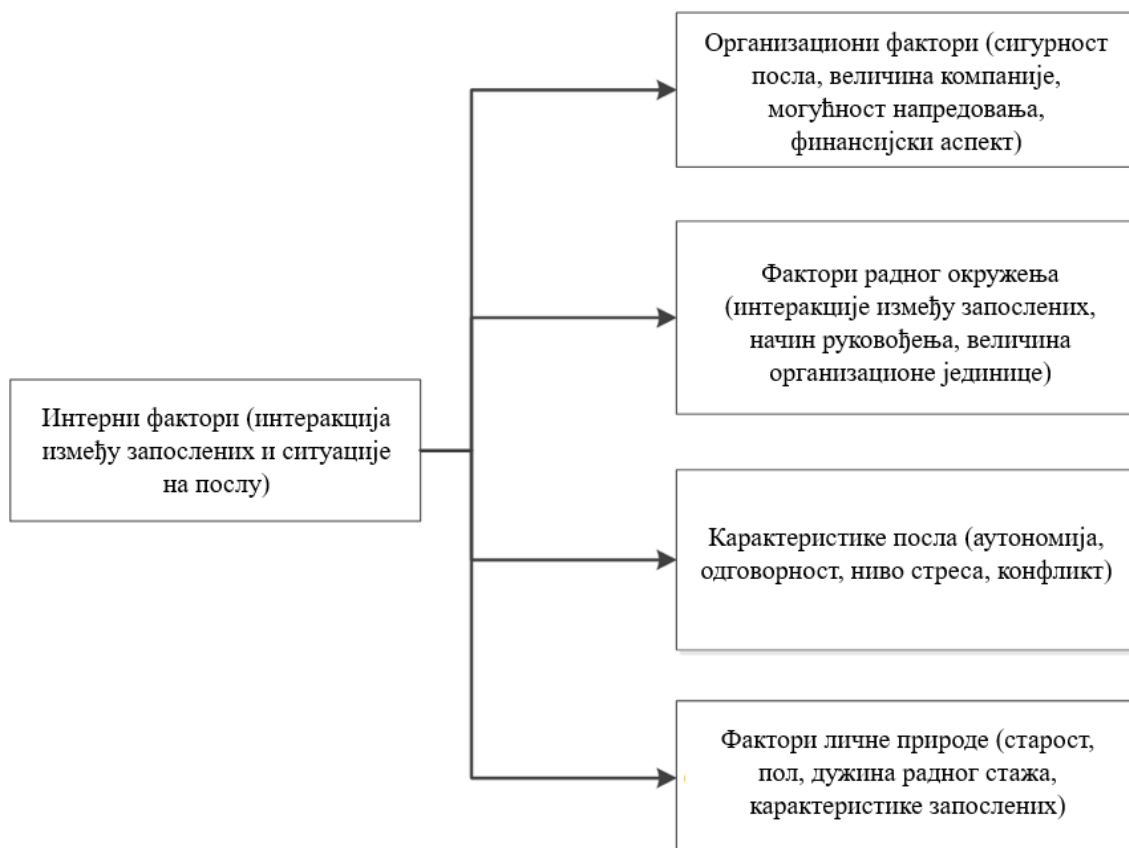 Организациони фактори (сигурност
посла, величина компаније,
могућност напредовања,
финансијски аспект)
Фактори радног окружења
(интеракције између запослених,
начин руковођења, величина
организационе јединице)
Интерни фактори (интеракција
између запослених и ситуације
на послу)
Карактеристике посла (аутономија,
одговорност, ниво стреса, конфликт)
Фактори личне природе (старост,
пол, дужина радног стажа,
карактеристике запослених)